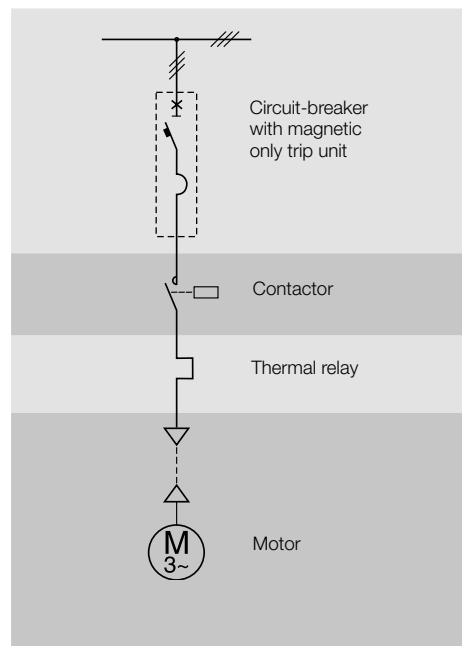 Circuit-breaker
with magnetic
only trip unit
Contactor
Thermal relay
M
3~
Motor